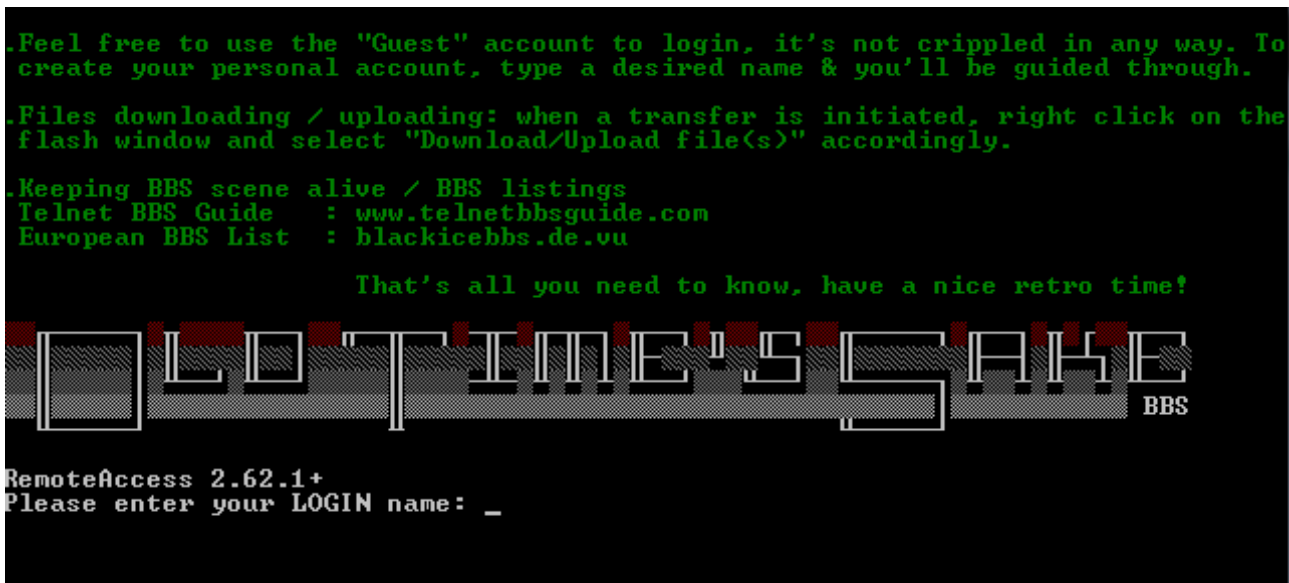 .Feel free to use the "Guest" account to login, it's not crippled in any way. To
create your personal account, type a desired name & you'll be guided through.
.Files downloading / uploading: when a transfer is initiated, right click on the
flash window and select "Download/Upload file(s)" accordingly.
.Keeping BBS scene alive / BBS listings
Telnet BBS Guide : www.telnetbbsguide.com
European BBS List : blackicebbs.de.vu
That's all you need to know, have a nice retro time!
OLD TIME'S SAKE
BBS
RemoteAccess 2.62.1+
Please enter your LOGIN name: _